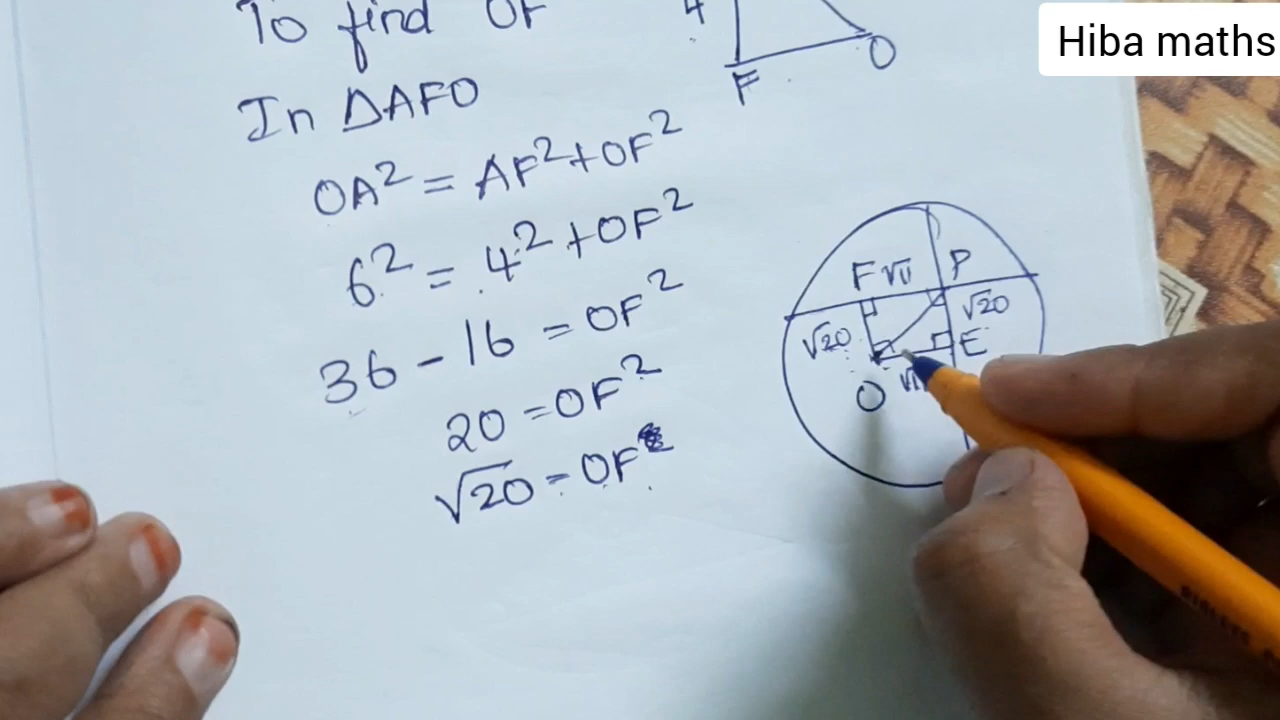 To find OF
In ΔAFO
OA² = AF² + OF²
6² = 4² + OF²
36 - 16 = OF²
20 = OF²
√20 = OF
4
F
O
Hiba maths
F √11 P
√20
√20
E
O